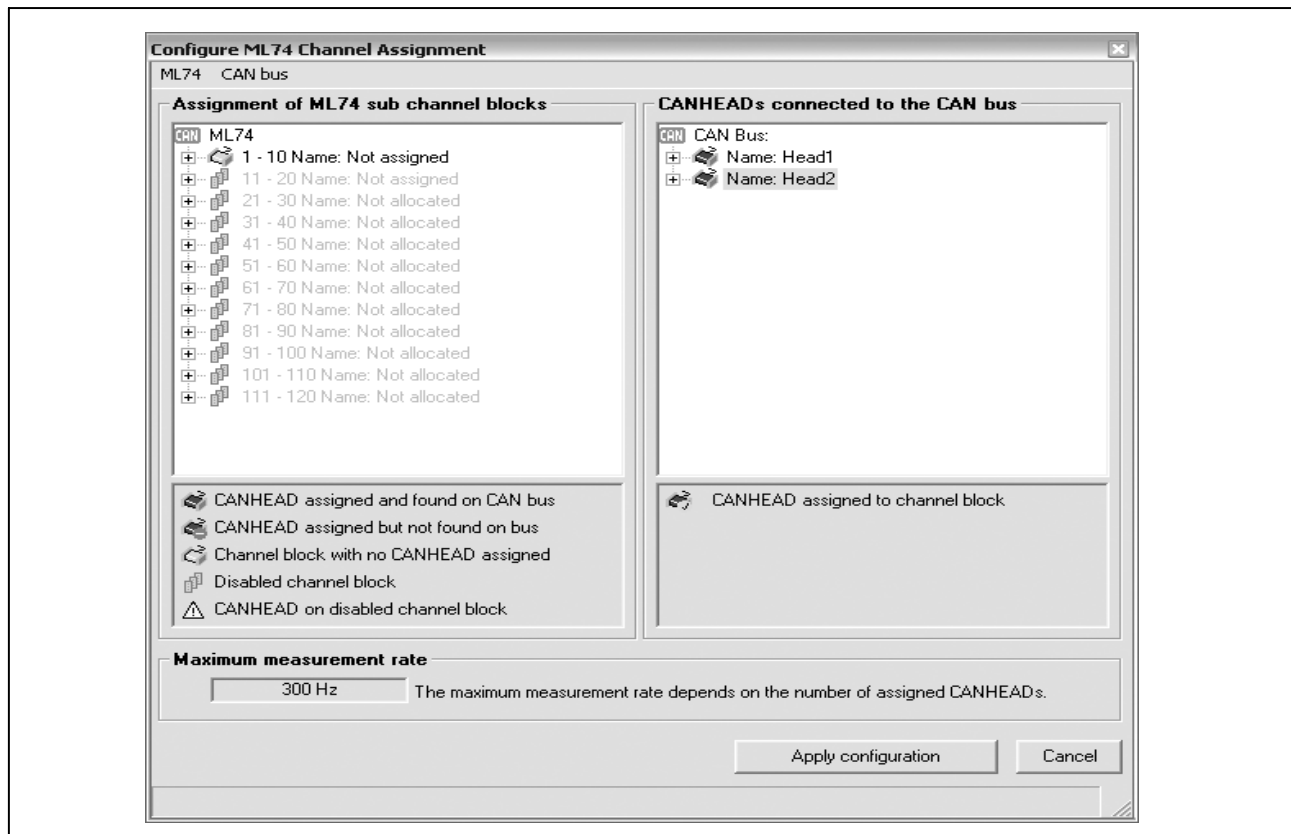 Configure ML74 Channel Assignment
ML74 CAN bus
Assignment of ML74 sub channel blocks
CAN ML74
1 - 10 Name: Not assigned
11 - 20 Name: Not assigned
21 - 30 Name: Not allocated
31 - 40 Name: Not allocated
41 - 50 Name: Not allocated
51 - 60 Name: Not allocated
61 - 70 Name: Not allocated
71 - 80 Name: Not allocated
81 - 90 Name: Not allocated
91 - 100 Name: Not allocated
101 - 110 Name: Not allocated
111 - 120 Name: Not allocated
CANHEAD assigned and found on CAN bus
CANHEAD assigned but not found on bus
Channel block with no CANHEAD assigned
Disabled channel block
CANHEAD on disabled channel block
CANHEADs connected to the CAN bus
CAN CAN Bus:
Name: Head1
Name: Head2
CANHEAD assigned to channel block
Maximum measurement rate
300 Hz The maximum measurement rate depends on the number of assigned CANHEADs.
Apply configuration Cancel